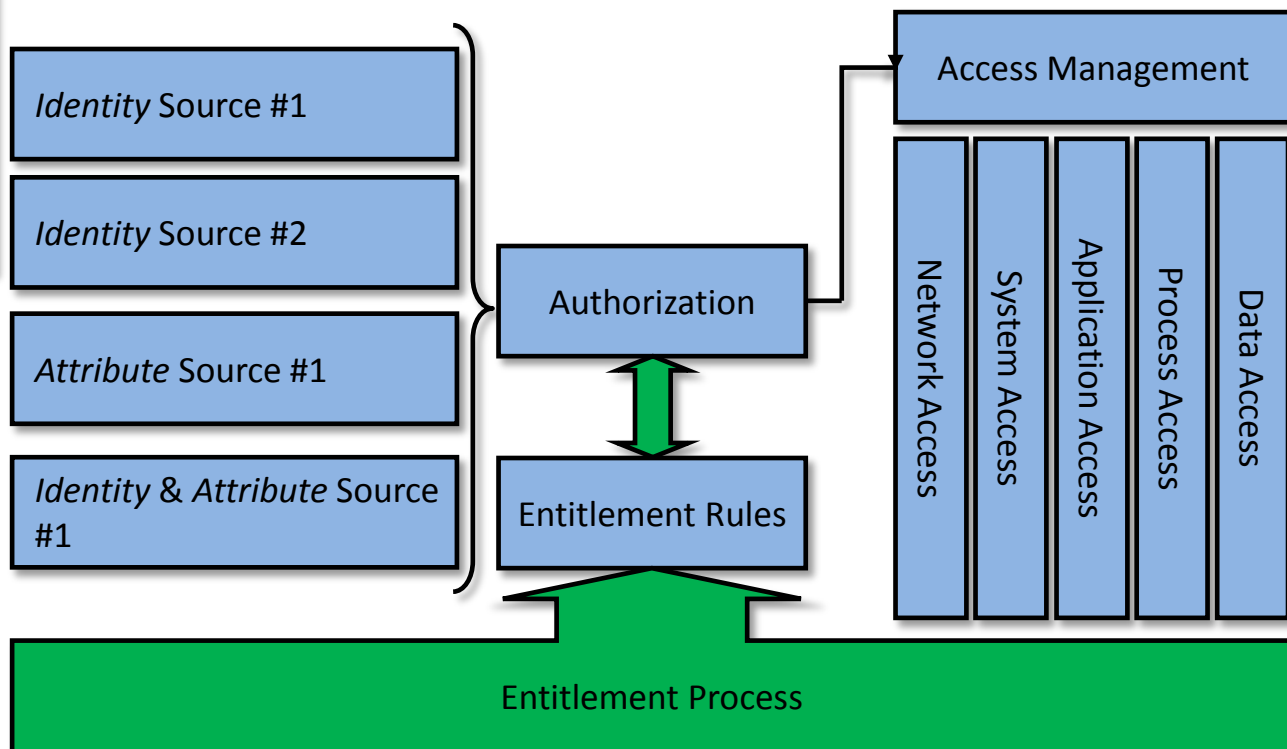 Identity Source #1
Identity Source #2
Attribute Source #1
Identity & Attribute Source
#1
Authorization
Entitlement Rules
Access Management
Network Access
System Access
Application Access
Process Access
Data Access
Entitlement Process